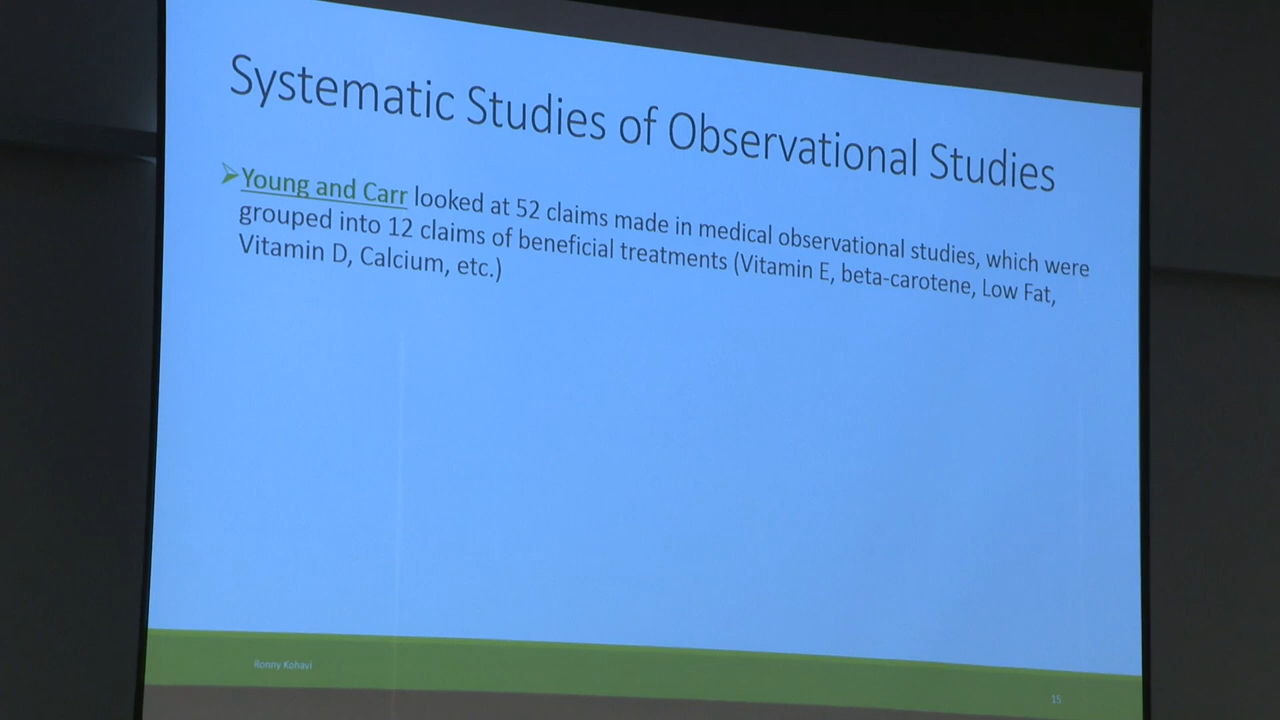 Systematic Studies of Observational Studies
➢Young and Carr looked at 52 claims made in medical observational studies, which were
grouped into 12 claims of beneficial treatments (Vitamin E, beta-carotene, Low Fat,
Vitamin D, Calcium, etc.)
Ronny Kohavi
15